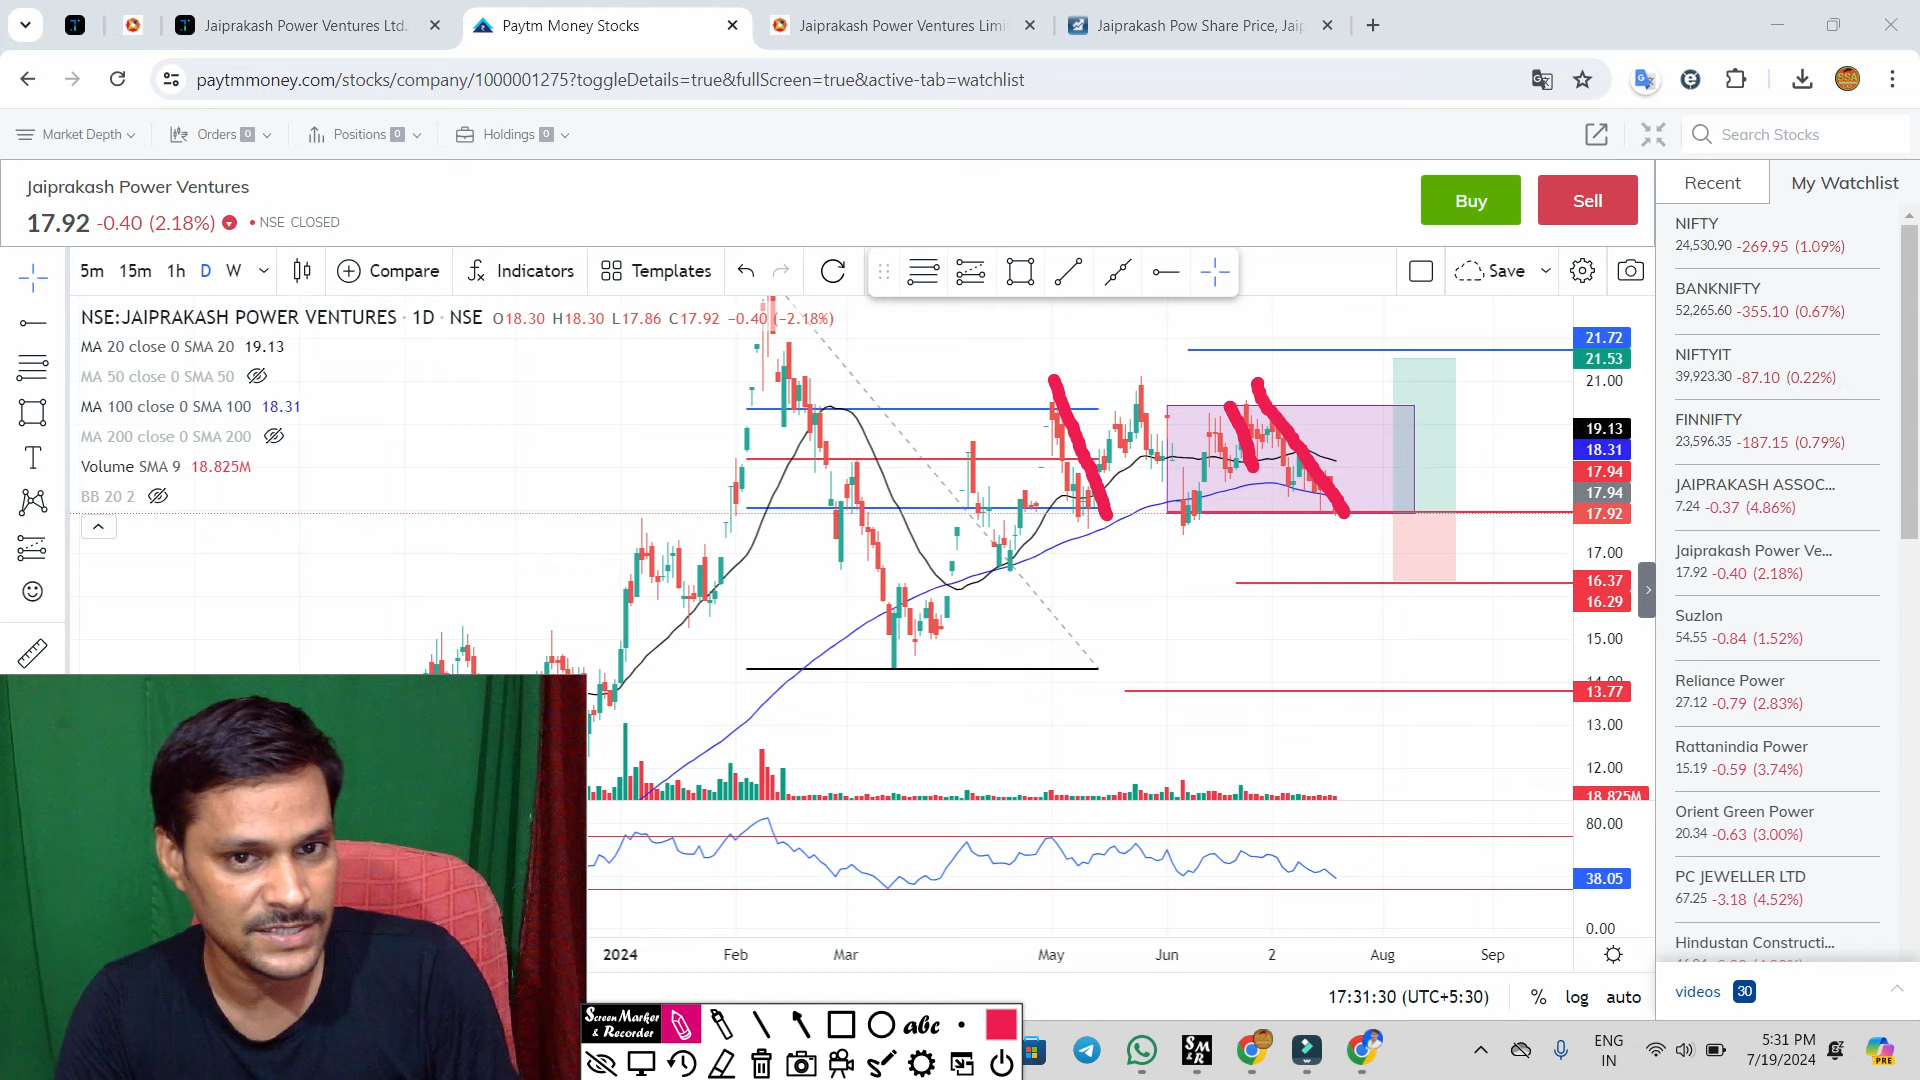 Jaiprakash Power Ventures Ltd.
Paytm Money Stocks
Jaiprakash Power Ventures Limi
Jaiprakash Pow Share Price, Jaip
paytmmoney.com/stocks/company/1000001275?toggleDetails=true&fullScreen=true&active-tab=watchlist
Market Depth
Orders 0
Positions 0
Holdings 0
Search Stocks
Jaiprakash Power Ventures
17.92 -0.40 (2.18%) • NSE CLOSED
Buy
Sell
Recent
My Watchlist
5m 15m 1h D W
Compare
Indicators
Templates
Save
NSE:JAIPRAKASH POWER VENTURES · 1D · NSE O18.30 H18.30 L17.86 C17.92 −0.40 (−2.18%)
MA 20 close 0 SMA 20 19.13
MA 50 close 0 SMA 50
MA 100 close 0 SMA 100 18.31
MA 200 close 0 SMA 200
Volume SMA 9 18.825M
BB 20 2
21.72
21.53
21.00
19.13
18.31
17.94
17.94
17.92
17.00
16.37
16.29
15.00
14.00
13.77
13.00
12.00
18.825M
80.00
38.05
0.00
2024 Feb Mar May Jun 2 Aug Sep
17:31:30 (UTC+5:30) % log auto
NIFTY
24,530.90 -269.95 (1.09%)
BANKNIFTY
52,265.60 -355.10 (0.67%)
NIFTYIT
39,923.30 -87.10 (0.22%)
FINNIFTY
23,596.35 -187.15 (0.79%)
JAIPRAKASH ASSOC...
7.24 -0.37 (4.86%)
Jaiprakash Power Ve...
17.92 -0.40 (2.18%)
Suzlon
54.55 -0.84 (1.52%)
Reliance Power
27.12 -0.79 (2.83%)
Rattanindia Power
15.19 -0.59 (3.74%)
Orient Green Power
20.34 -0.63 (3.00%)
PC JEWELLER LTD
67.25 -3.18 (4.52%)
Hindustan Constructi...
videos 30
Screen Marker
& Recorder
abc
SM
&R
ENG
IN
5:31 PM
7/19/2024
PRE